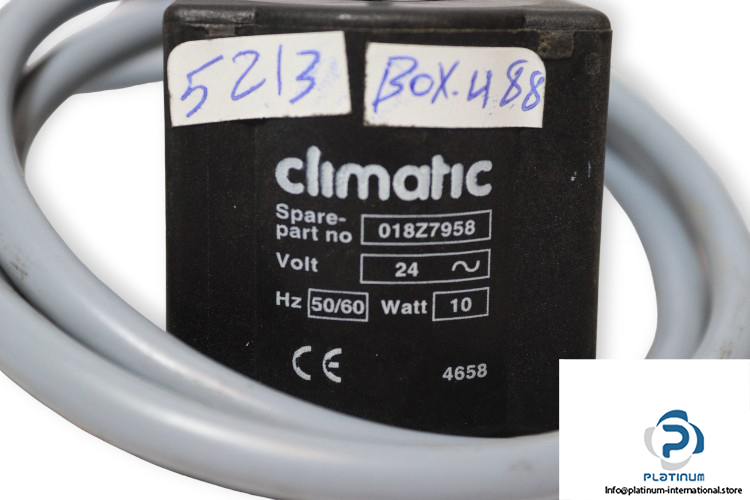 5213 BOX.488
climatic
Spare-
part no 018Z7958
Volt 24 ~
Hz 50/60 Watt 10
CE 4658
PLATINUM
Info@platinum-international.store